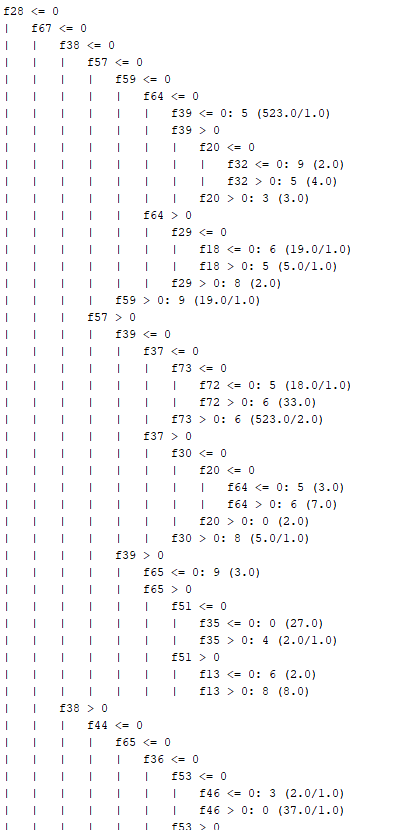 f28 <= 0
|   f67 <= 0
|   |   f38 <= 0
|   |   |   f57 <= 0
|   |   |   |   f59 <= 0
|   |   |   |   |   f64 <= 0
|   |   |   |   |   |   f39 <= 0: 5 (523.0/1.0)
|   |   |   |   |   |   f39 > 0
|   |   |   |   |   |   |   f20 <= 0
|   |   |   |   |   |   |   |   f32 <= 0: 9 (2.0)
|   |   |   |   |   |   |   |   f32 > 0: 5 (4.0)
|   |   |   |   |   |   |   f20 > 0: 3 (3.0)
|   |   |   |   |   f64 > 0
|   |   |   |   |   |   f29 <= 0
|   |   |   |   |   |   |   f18 <= 0: 6 (19.0/1.0)
|   |   |   |   |   |   |   f18 > 0: 5 (5.0/1.0)
|   |   |   |   |   |   f29 > 0: 8 (2.0)
|   |   |   |   f59 > 0: 9 (19.0/1.0)
|   |   |   f57 > 0
|   |   |   |   f39 <= 0
|   |   |   |   |   f37 <= 0
|   |   |   |   |   |   f73 <= 0
|   |   |   |   |   |   |   f72 <= 0: 5 (18.0/1.0)
|   |   |   |   |   |   |   f72 > 0: 6 (33.0)
|   |   |   |   |   |   f73 > 0: 6 (523.0/2.0)
|   |   |   |   |   f37 > 0
|   |   |   |   |   |   f30 <= 0
|   |   |   |   |   |   |   f20 <= 0
|   |   |   |   |   |   |   |   f64 <= 0: 5 (3.0)
|   |   |   |   |   |   |   |   f64 > 0: 6 (7.0)
|   |   |   |   |   |   |   f20 > 0: 0 (2.0)
|   |   |   |   |   |   f30 > 0: 8 (5.0/1.0)
|   |   |   |   f39 > 0
|   |   |   |   |   f65 <= 0: 9 (3.0)
|   |   |   |   |   f65 > 0
|   |   |   |   |   |   f51 <= 0
|   |   |   |   |   |   |   f35 <= 0: 0 (27.0)
|   |   |   |   |   |   |   f35 > 0: 4 (2.0/1.0)
|   |   |   |   |   |   f51 > 0
|   |   |   |   |   |   |   f13 <= 0: 6 (2.0)
|   |   |   |   |   |   |   f13 > 0: 8 (8.0)
|   |   f38 > 0
|   |   |   f44 <= 0
|   |   |   |   f65 <= 0
|   |   |   |   |   f36 <= 0
|   |   |   |   |   |   f53 <= 0
|   |   |   |   |   |   |   f46 <= 0: 3 (2.0/1.0)
|   |   |   |   |   |   |   f46 > 0: 0 (37.0/1.0)
|   |   |   |   |   |   f53 > 0